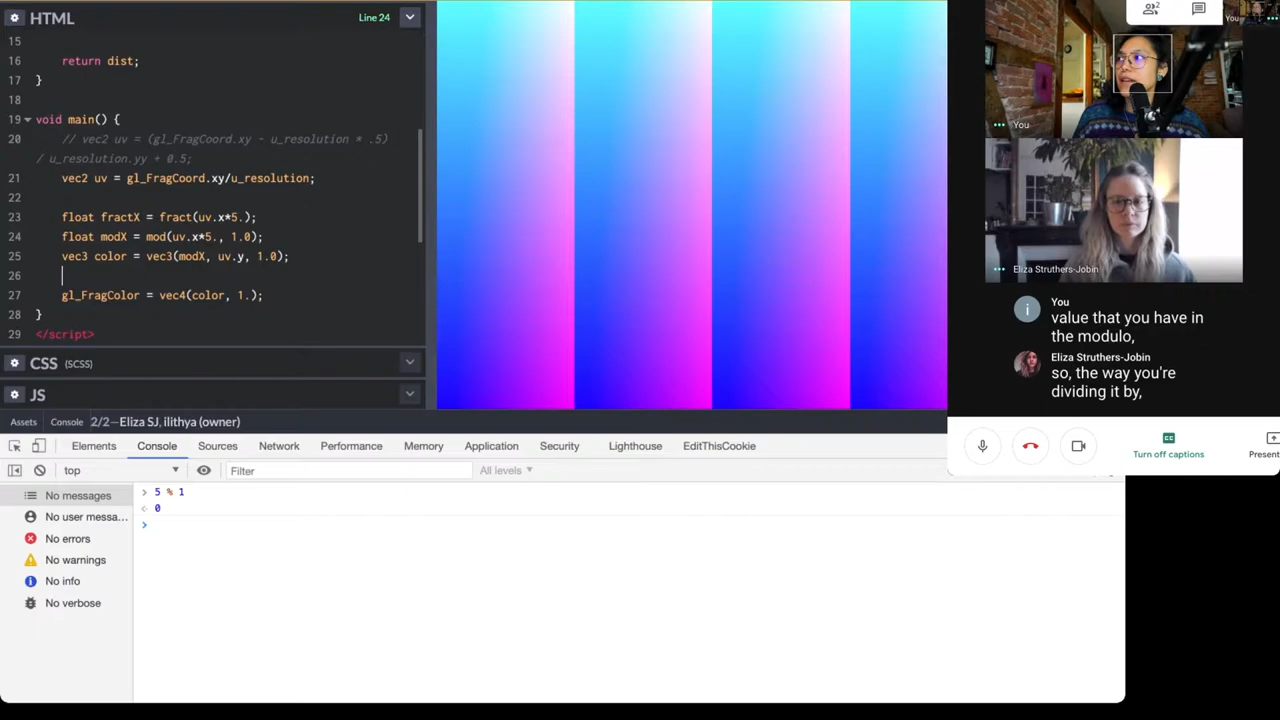 HTML
Line 24
15
16 return dist;
17 }
18
19 void main() {
20 // vec2 uv = (gl_FragCoord.xy - u_resolution * .5)
/ u_resolution.yy + 0.5;
21 vec2 uv = gl_FragCoord.xy/u_resolution;
22
23 float fractX = fract(uv.x*5.);
24 float modX = mod(uv.x*5., 1.0);
25 vec3 color = vec3(modX, uv.y, 1.0);
26
27 gl_FragColor = vec4(color, 1.);
28 }
29 </script>
CSS (SCSS)
JS
Assets Console 2/2—Eliza SJ, ilithya (owner)
Elements Console Sources Network Performance Memory Application Security Lighthouse EditThisCookie
top Filter All levels
No messages
No user messa...
No errors
No warnings
No info
No verbose
> 5 % 1
0
>
2
You
You
Eliza Struthers-Jobin
i
You
value that you have in
the modulo,
Eliza Struthers-Jobin
so, the way you're
dividing it by,
Turn off captions
Present